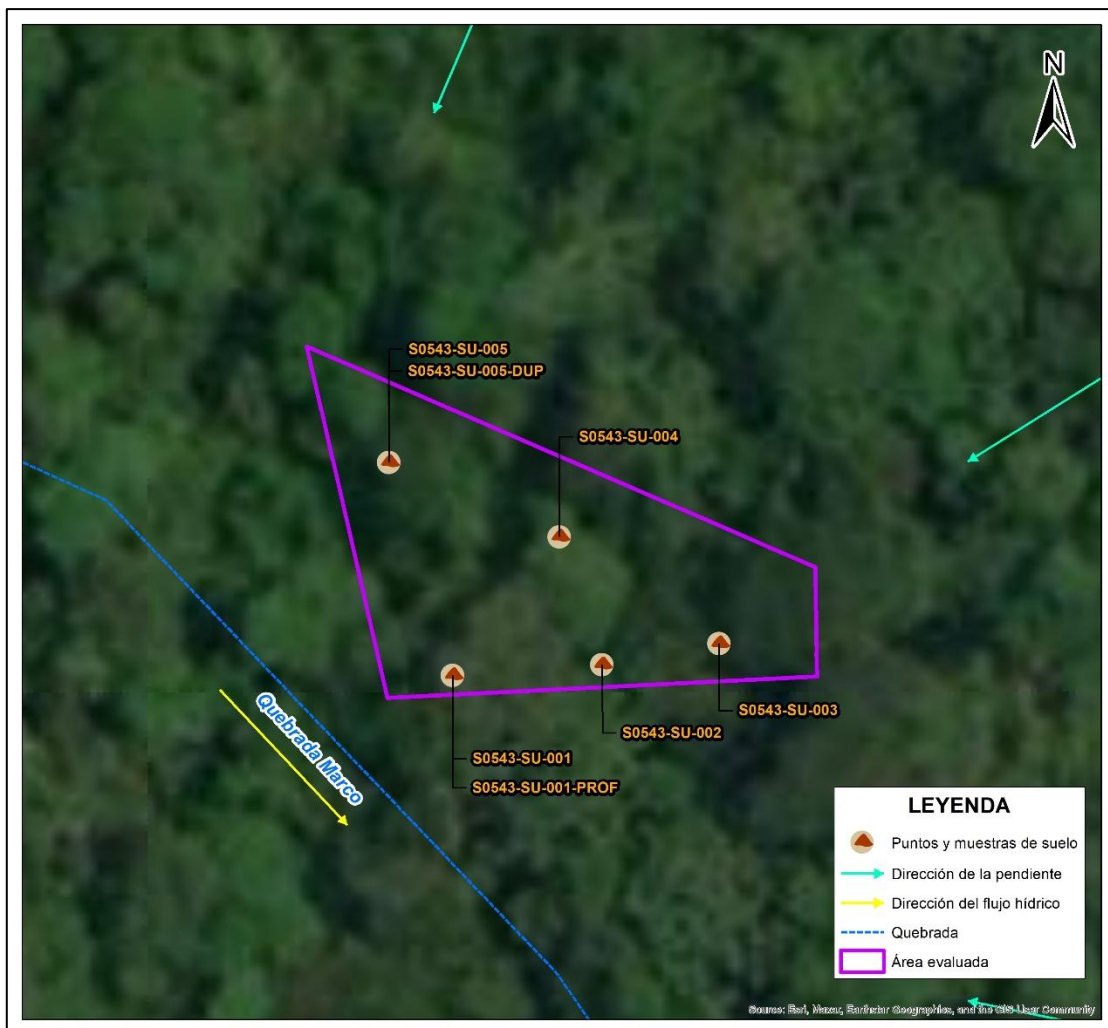 N
S0543-SU-005
S0543-SU-005-DUP
S0543-SU-004
S0543-SU-003
S0543-SU-002
S0543-SU-001
S0543-SU-001-PROF
Quebrada Marco
LEYENDA
Puntos y muestras de suelo
Dirección de la pendiente
Dirección del flujo hídrico
Quebrada
Área evaluada
Source: Esri, Maxar, Earthstar Geographics, and the GIS User Community